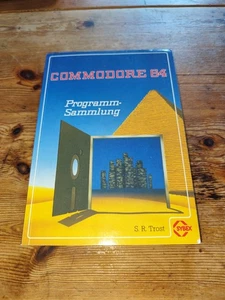 COMMODORE 64
Programm-
Sammlung
S. R. Trost
SYBEX